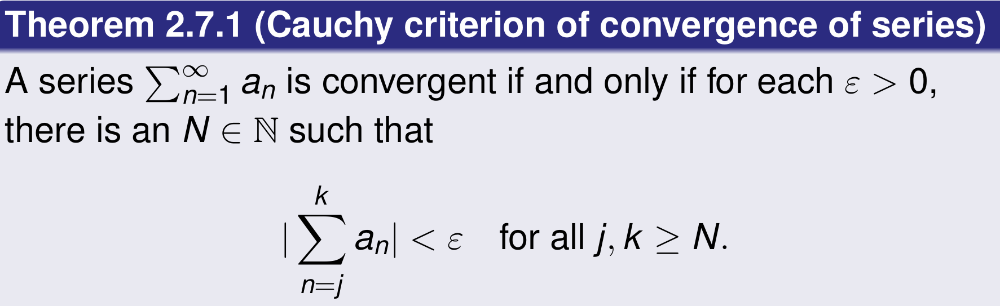 Theorem 2.7.1 (Cauchy criterion of convergence of series)
A series $\sum_{n=1}^{\infty} a_n$ is convergent if and only if for each $\varepsilon > 0$,
there is an $N \in \mathbb{N}$ such that
$|\sum_{n=j}^{k} a_n| < \varepsilon$ for all $j, k \geq N$.